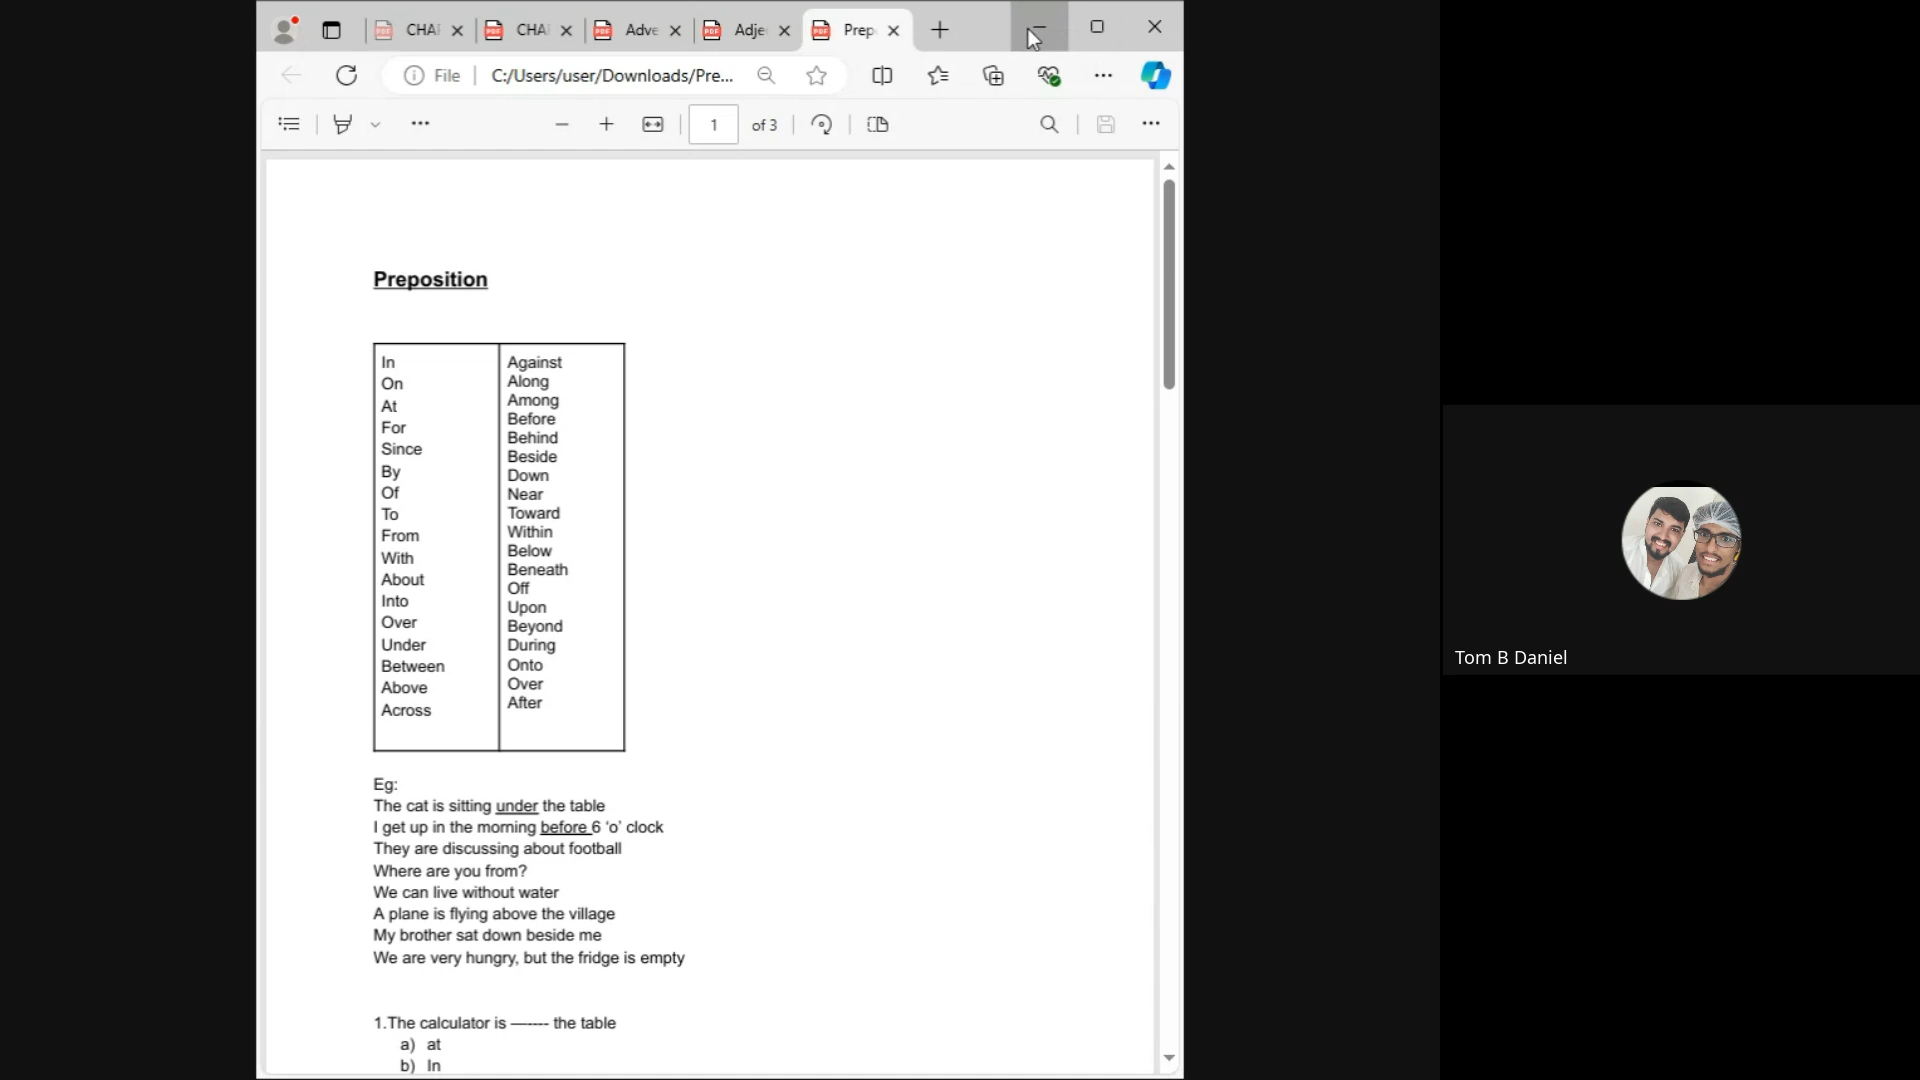 CHA
CHA
Adve
Adje
Prep
File
C:/Users/user/Downloads/Pre...
1
of 3
Preposition
In
On
At
For
Since
By
Of
To
From
With
About
Into
Over
Under
Between
Above
Across
Against
Along
Among
Before
Behind
Beside
Down
Near
Toward
Within
Below
Beneath
Off
Upon
Beyond
During
Onto
Over
After
Eg:
The cat is sitting under the table
I get up in the morning before 6 ‘o’ clock
They are discussing about football
Where are you from?
We can live without water
A plane is flying above the village
My brother sat down beside me
We are very hungry, but the fridge is empty
1.The calculator is —---- the table
a) at
b) In
Tom B Daniel